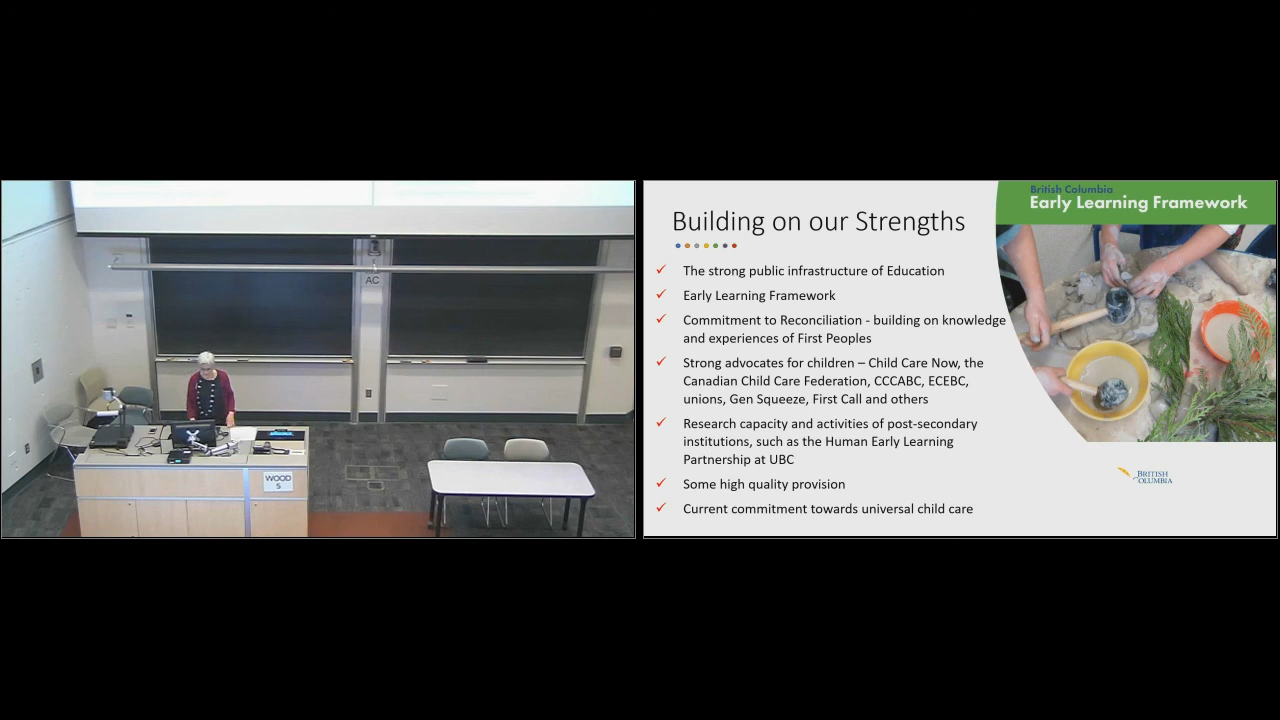 AC
WOOD
5
Building on our Strengths
The strong public infrastructure of Education
Early Learning Framework
Commitment to Reconciliation - building on knowledge
and experiences of First Peoples
Strong advocates for children – Child Care Now, the
Canadian Child Care Federation, CCCABC, ECEBC,
unions, Gen Squeeze, First Call and others
Research capacity and activities of post-secondary
institutions, such as the Human Early Learning
Partnership at UBC
Some high quality provision
Current commitment towards universal child care
British Columbia
Early Learning Framework
BRITISH
COLUMBIA